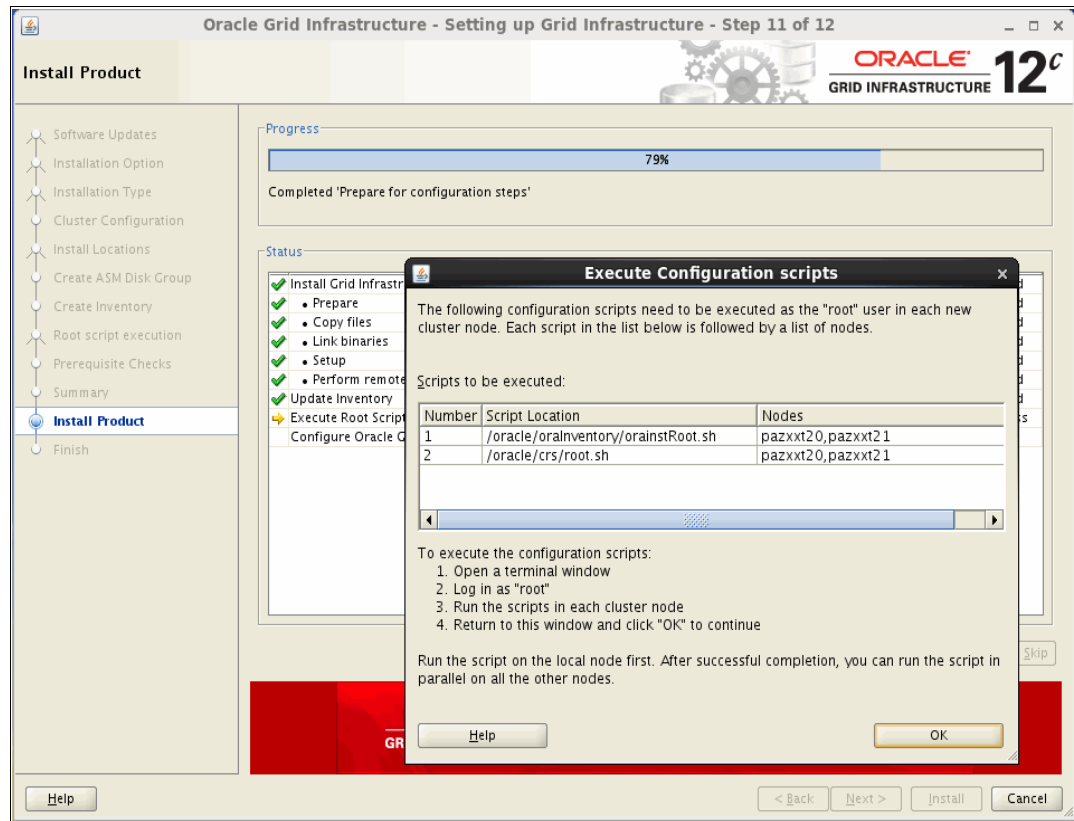 Oracle Grid Infrastructure - Setting up Grid Infrastructure - Step 11 of 12
Install Product
ORACLE
GRID INFRASTRUCTURE
12c
Software Updates
Installation Option
Installation Type
Cluster Configuration
Install Locations
Create ASM Disk Group
Create Inventory
Root script execution
Prerequisite Checks
Summary
Install Product
Finish
Progress
79%
Completed 'Prepare for configuration steps'
Status
Install Grid Infrastr
• Prepare
• Copy files
• Link binaries
• Setup
• Perform remote
Update Inventory
Execute Root Script
Configure Oracle G
Execute Configuration scripts
The following configuration scripts need to be executed as the "root" user in each new
cluster node. Each script in the list below is followed by a list of nodes.
Scripts to be executed:
Number Script Location Nodes
1 /oracle/oraInventory/orainstRoot.sh pazxxt20,pazxxt21
2 /oracle/crs/root.sh pazxxt20,pazxxt21
To execute the configuration scripts:
1. Open a terminal window
2. Log in as "root"
3. Run the scripts in each cluster node
4. Return to this window and click "OK" to continue
Run the script on the local node first. After successful completion, you can run the script in
parallel on all the other nodes.
Help OK
Skip
GR
Help < Back Next > Install Cancel